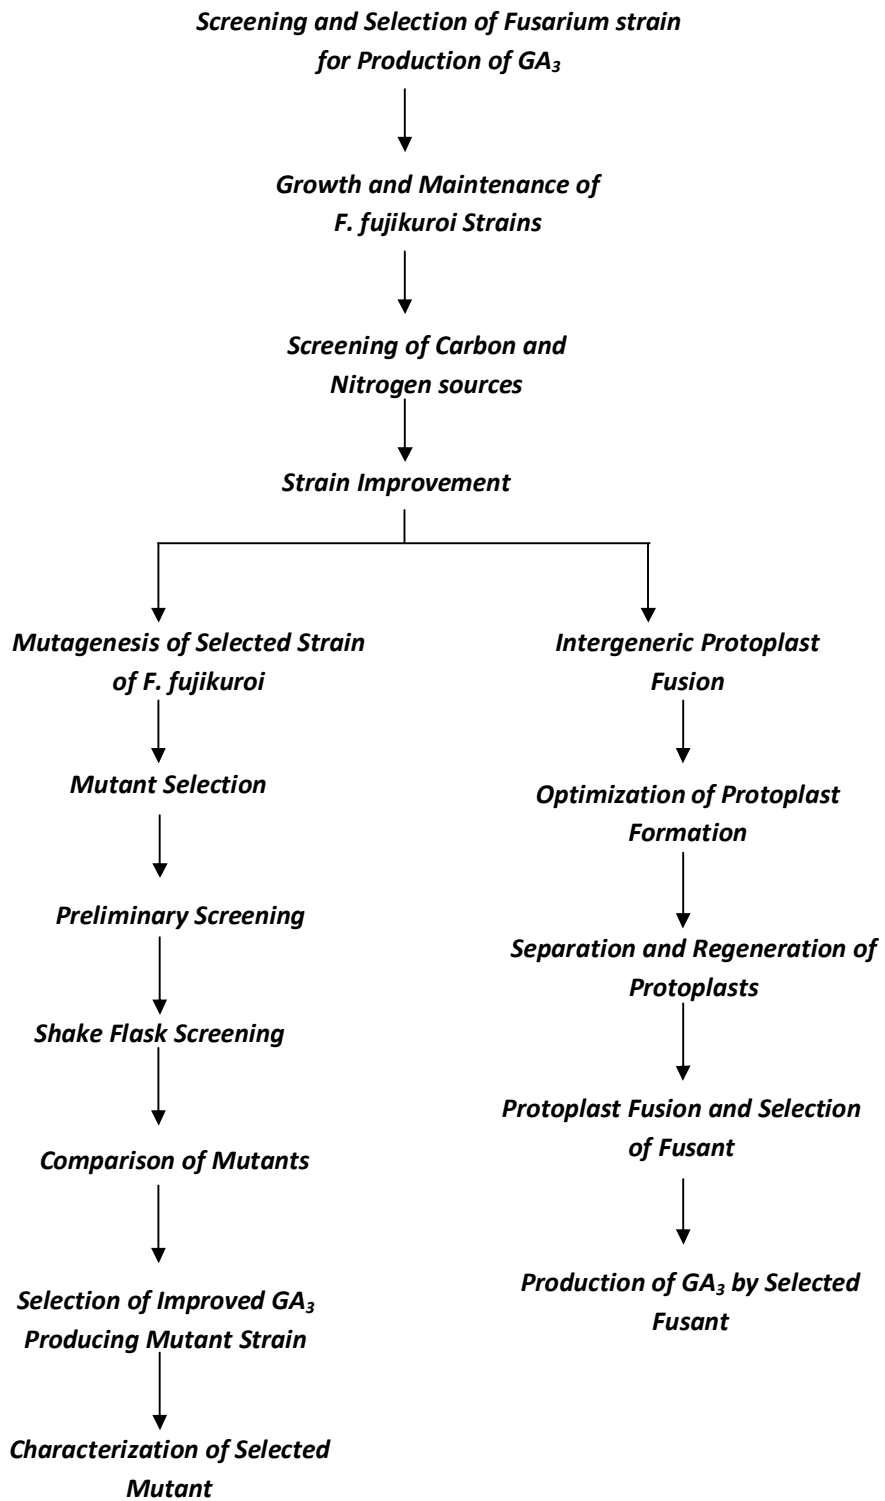 Screening and Selection of Fusarium strain
for Production of GA₃
Growth and Maintenance of
F. fujikuroi Strains
Screening of Carbon and
Nitrogen sources
Strain Improvement
Mutagenesis of Selected Strain
of F. fujikuroi
Mutant Selection
Preliminary Screening
Shake Flask Screening
Comparison of Mutants
Selection of Improved GA₃
Producing Mutant Strain
Characterization of Selected
Mutant
Intergeneric Protoplast
Fusion
Optimization of Protoplast
Formation
Separation and Regeneration of
Protoplasts
Protoplast Fusion and Selection
of Fusant
Production of GA₃ by Selected
Fusant